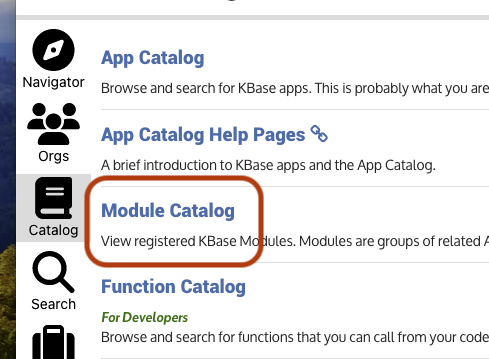 Navigator
Orgs
Catalog
Search
App Catalog
Browse and search for KBase apps. This is probably what you are
App Catalog Help Pages
A brief introduction to KBase apps and the App Catalog.
Module Catalog
View registered KBase Modules. Modules are groups of related A
Function Catalog
For Developers
Browse and search for functions that you can call from your code